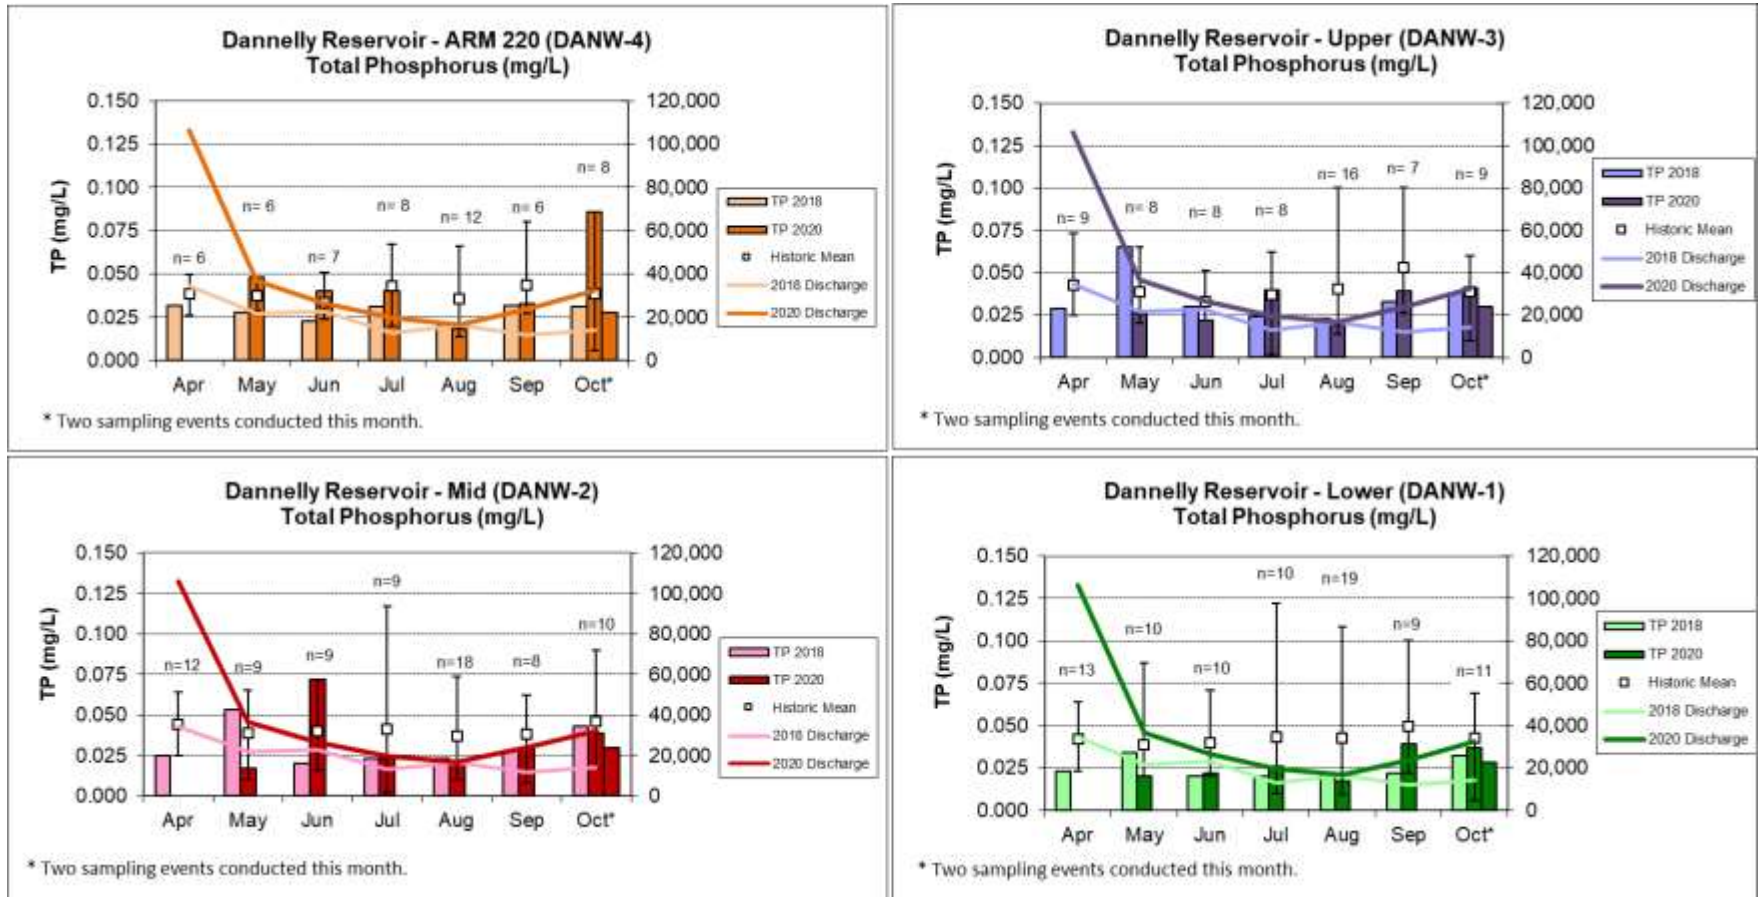 Dannelly Reservoir - ARM 220 (DANW-4)
Total Phosphorus (mg/L)
TP (mg/L)
0.150
0.125
0.100
0.075
0.050
0.025
0.000
120,000
100,000
80,000
60,000
40,000
20,000
0
n= 6
n= 6
n= 7
n= 8
n= 12
n= 6
n= 8
Apr May Jun Jul Aug Sep Oct*
TP 2018
TP 2020
Historic Mean
2018 Discharge
2020 Discharge
* Two sampling events conducted this month.
Dannelly Reservoir - Upper (DANW-3)
Total Phosphorus (mg/L)
TP (mg/L)
0.150
0.125
0.100
0.075
0.050
0.025
0.000
120,000
100,000
80,000
60,000
40,000
20,000
0
n= 9
n= 8
n= 8
n= 8
n= 16
n= 7
n= 9
Apr May Jun Jul Aug Sep Oct*
TP 2018
TP 2020
Historic Mean
2018 Discharge
2020 Discharge
* Two sampling events conducted this month.
Dannelly Reservoir - Mid (DANW-2)
Total Phosphorus (mg/L)
TP (mg/L)
0.150
0.125
0.100
0.075
0.050
0.025
0.000
120,000
100,000
80,000
60,000
40,000
20,000
0
n=12
n=9
n=9
n=9
n=18
n=8
n=10
Apr May Jun Jul Aug Sep Oct*
TP 2018
TP 2020
Historic Mean
2018 Discharge
2020 Discharge
* Two sampling events conducted this month.
Dannelly Reservoir - Lower (DANW-1)
Total Phosphorus (mg/L)
TP (mg/L)
0.150
0.125
0.100
0.075
0.050
0.025
0.000
120,000
100,000
80,000
60,000
40,000
20,000
0
n=13
n=10
n=10
n=10
n=19
n=9
n=11
Apr May Jun Jul Aug Sep Oct*
TP 2018
TP 2020
Historic Mean
2018 Discharge
2020 Discharge
* Two sampling events conducted this month.